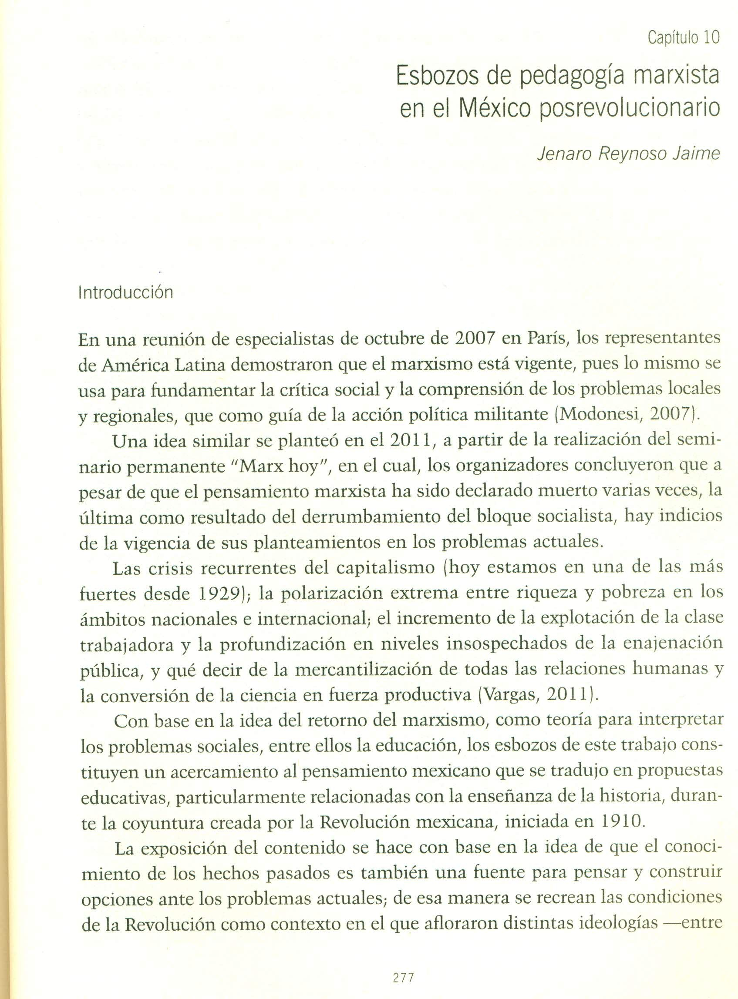 Capítulo 10
Esbozos de pedagogía marxista
en el México posrevolucionario
Jenaro Reynoso Jaime
Introducción
En una reunión de especialistas de octubre de 2007 en París, los representantes
de América Latina demostraron que el marxismo está vigente, pues lo mismo se
usa para fundamentar la crítica social y la comprensión de los problemas locales
y regionales, que como guía de la acción política militante (Modonesi, 2007).
Una idea similar se planteó en el 2011, a partir de la realización del semi-
nario permanente "Marx hoy", en el cual, los organizadores concluyeron que a
pesar de que el pensamiento marxista ha sido declarado muerto varias veces, la
última como resultado del derrumbamiento del bloque socialista, hay indicios
de la vigencia de sus planteamientos en los problemas actuales.
Las crisis recurrentes del capitalismo (hoy estamos en una de las más
fuertes desde 1929); la polarización extrema entre riqueza y pobreza en los
ámbitos nacionales e internacional; el incremento de la explotación de la clase
trabajadora y la profundización en niveles insospechados de la enajenación
pública, y qué decir de la mercantilización de todas las relaciones humanas y
la conversión de la ciencia en fuerza productiva (Vargas, 2011).
Con base en la idea del retorno del marxismo, como teoría para interpretar
los problemas sociales, entre ellos la educación, los esbozos de este trabajo cons-
tituyen un acercamiento al pensamiento mexicano que se tradujo en propuestas
educativas, particularmente relacionadas con la enseñanza de la historia, duran-
te la coyuntura creada por la Revolución mexicana, iniciada en 1910.
La exposición del contenido se hace con base en la idea de que el conoci-
miento de los hechos pasados es también una fuente para pensar y construir
opciones ante los problemas actuales; de esa manera se recrean las condiciones
de la Revolución como contexto en el que afloraron distintas ideologías —entre
277